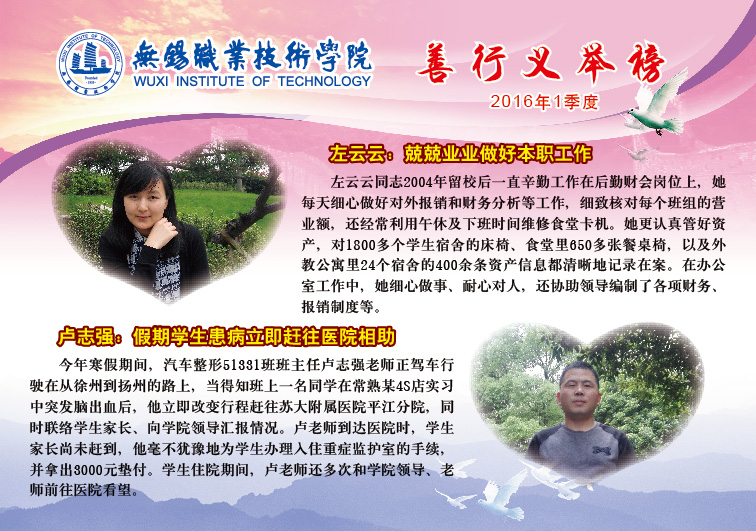 無錫職業技術學院
WUXI INSTITUTE OF TECHNOLOGY
善行义举榜
2016年1季度
左云云：兢兢业业做好本职工作
左云云同志2004年留校后一直辛勤工作在后勤财会岗位上，她
每天细心做好对外报销和财务分析等工作，细致核对每个班组的营
业额，还经常利用午休及下班时间维修食堂卡机。她更认真管好资
产，对1800多个学生宿舍的床椅、食堂里650多张餐桌椅，以及外
教公寓里24个宿舍的400余条资产信息都清晰地记录在案。在办公
室工作中，她细心做事、耐心对人，还协助领导编制了各项财务、
报销制度等。
卢志强：假期学生患病立即赶往医院相助
今年寒假期间，汽车整形51331班班主任卢志强老师正驾车行
驶在从徐州到扬州的路上，当得知班上一名同学在常熟某4S店实习
中突发脑出血后，他立即改变行程赶往苏大附属医院平江分院，同
时联络学生家长、向学院领导汇报情况。卢老师到达医院时，学生
家长尚未赶到，他毫不犹豫地为学生办理入住重症监护室的手续，
并拿出3000元垫付。学生住院期间，卢老师还多次和学院领导、老
师前往医院看望。